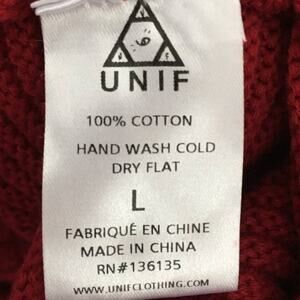 UNIF
100% COTTON
HAND WASH COLD
DRY FLAT
L
FABRIQUÉ EN CHINE
MADE IN CHINA
RN#136135
WWW.UNIFCLOTHING.COM